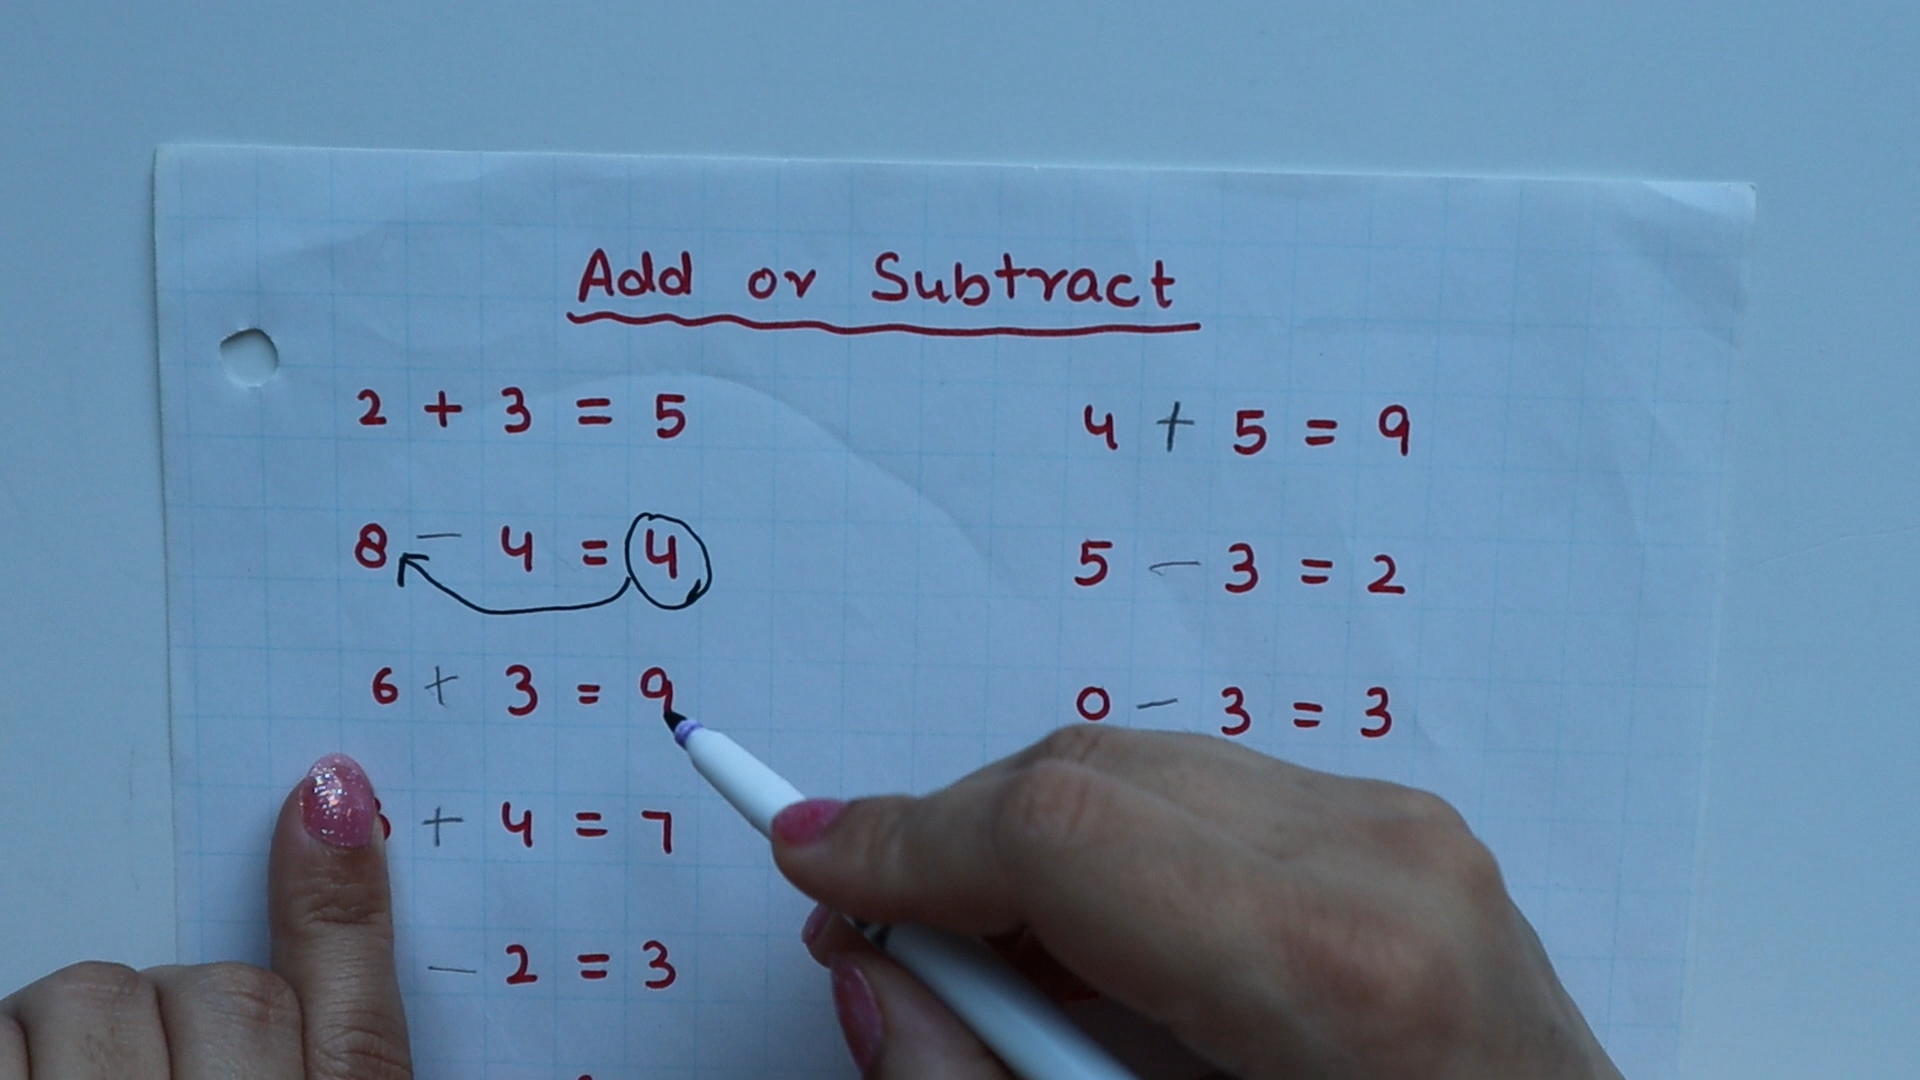 Add or Subtract
2 + 3 = 5
8 - 4 = 4
6 + 3 = 9
+ 4 = 7
- 2 = 3
4 + 5 = 9
5 - 3 = 2
0 - 3 = 3